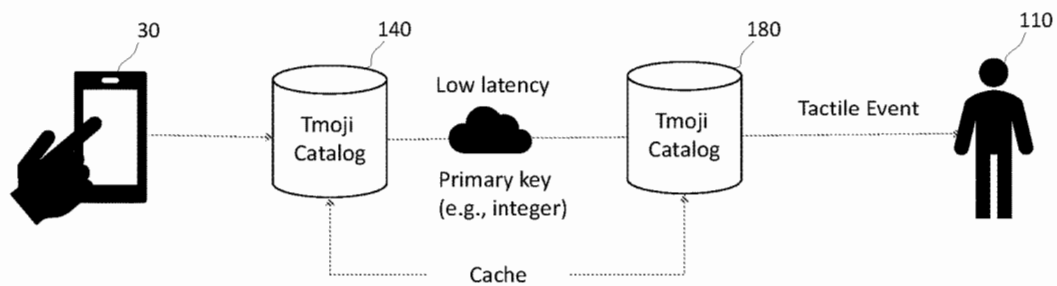 30
140
180
110
Low latency
Tmoji
Catalog
Tmoji
Catalog
Tactile Event
Primary key
(e.g., integer)
Cache